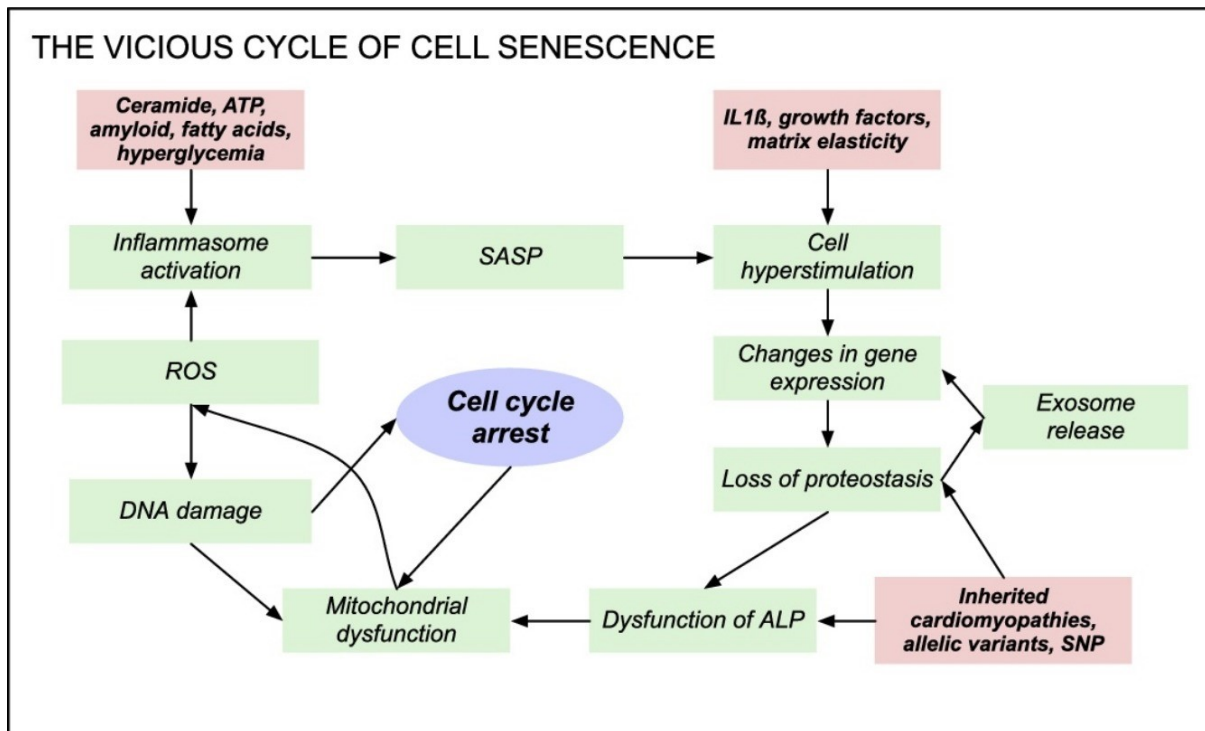 THE VICIOUS CYCLE OF CELL SENESCENCE
Ceramide, ATP,
amyloid, fatty acids,
hyperglycemia
IL1ß, growth factors,
matrix elasticity
Inflammasome
activation
SASP
Cell
hyperstimulation
ROS
Cell cycle
arrest
Changes in gene
expression
Exosome
release
DNA damage
Loss of proteostasis
Mitochondrial
dysfunction
Dysfunction of ALP
Inherited
cardiomyopathies,
allelic variants, SNP